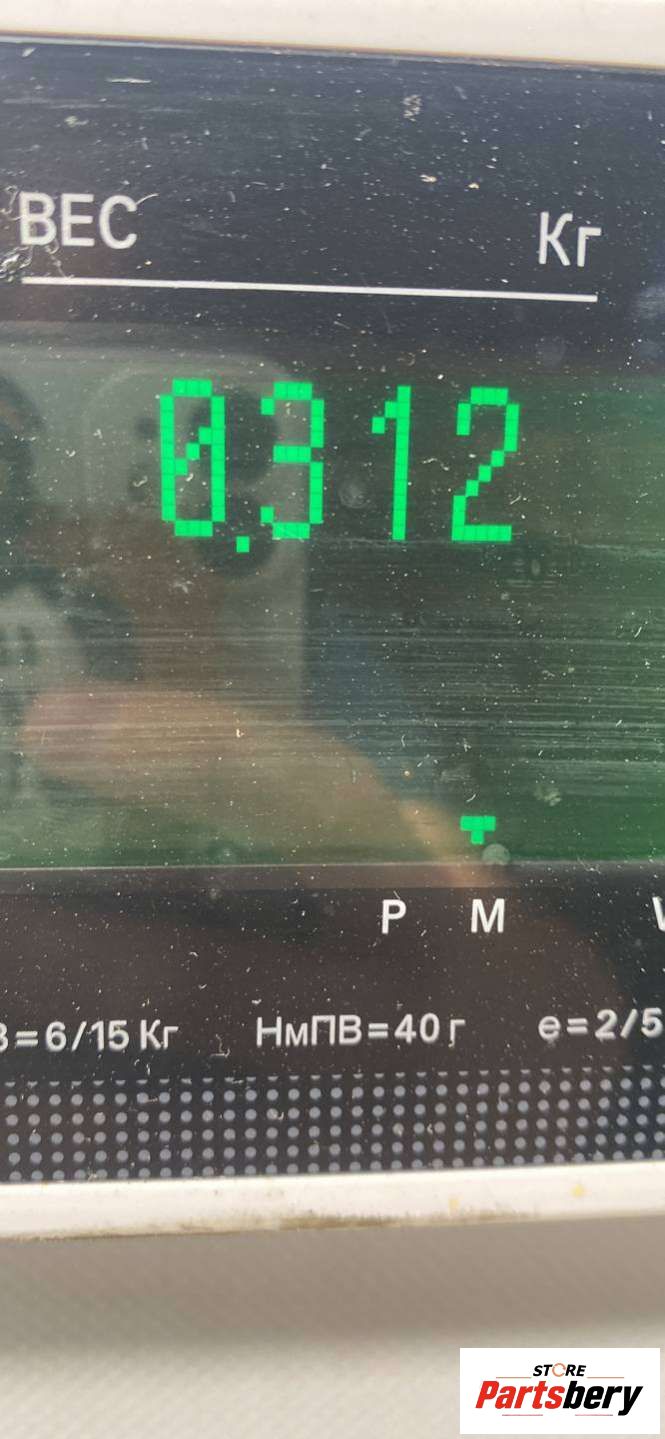 ВЕС Кг
0.312
P M
=6/15 Кг НмПВ=40 г e=2/5
STORE
Partsbery